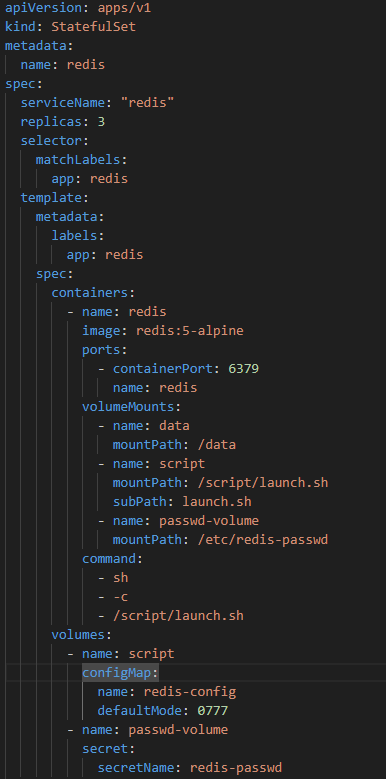 apiVersion: apps/v1
kind: StatefulSet
metadata:
  name: redis
spec:
  serviceName: "redis"
  replicas: 3
  selector:
    matchLabels:
      app: redis
  template:
    metadata:
      labels:
        app: redis
    spec:
      containers:
        - name: redis
          image: redis:5-alpine
          ports:
            - containerPort: 6379
              name: redis
          volumeMounts:
            - name: data
              mountPath: /data
            - name: script
              mountPath: /script/launch.sh
              subPath: launch.sh
            - name: passwd-volume
              mountPath: /etc/redis-passwd
          command:
            - sh
            - -c
            - /script/launch.sh
      volumes:
        - name: script
          configMap:
            name: redis-config
            defaultMode: 0777
        - name: passwd-volume
          secret:
            secretName: redis-passwd